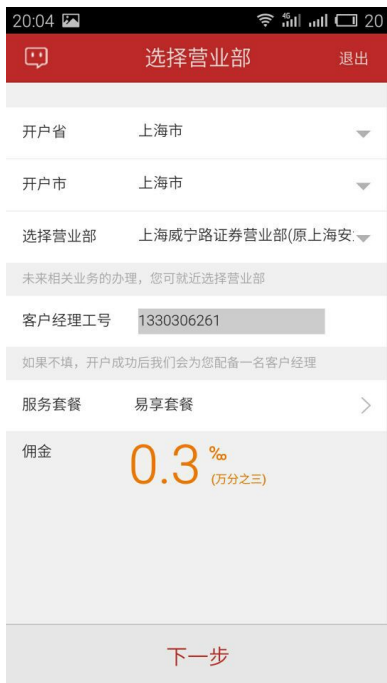 20:04
4G
20
选择营业部
退出
开户省 上海市
开户市 上海市
选择营业部 上海威宁路证券营业部(原上海安
未来相关业务的办理，您可就近选择营业部
客户经理工号 1330306261
如果不填，开户成功后我们会为您配备一名客户经理
服务套餐 易享套餐
佣金 0.3‰
(万分之三)
下一步